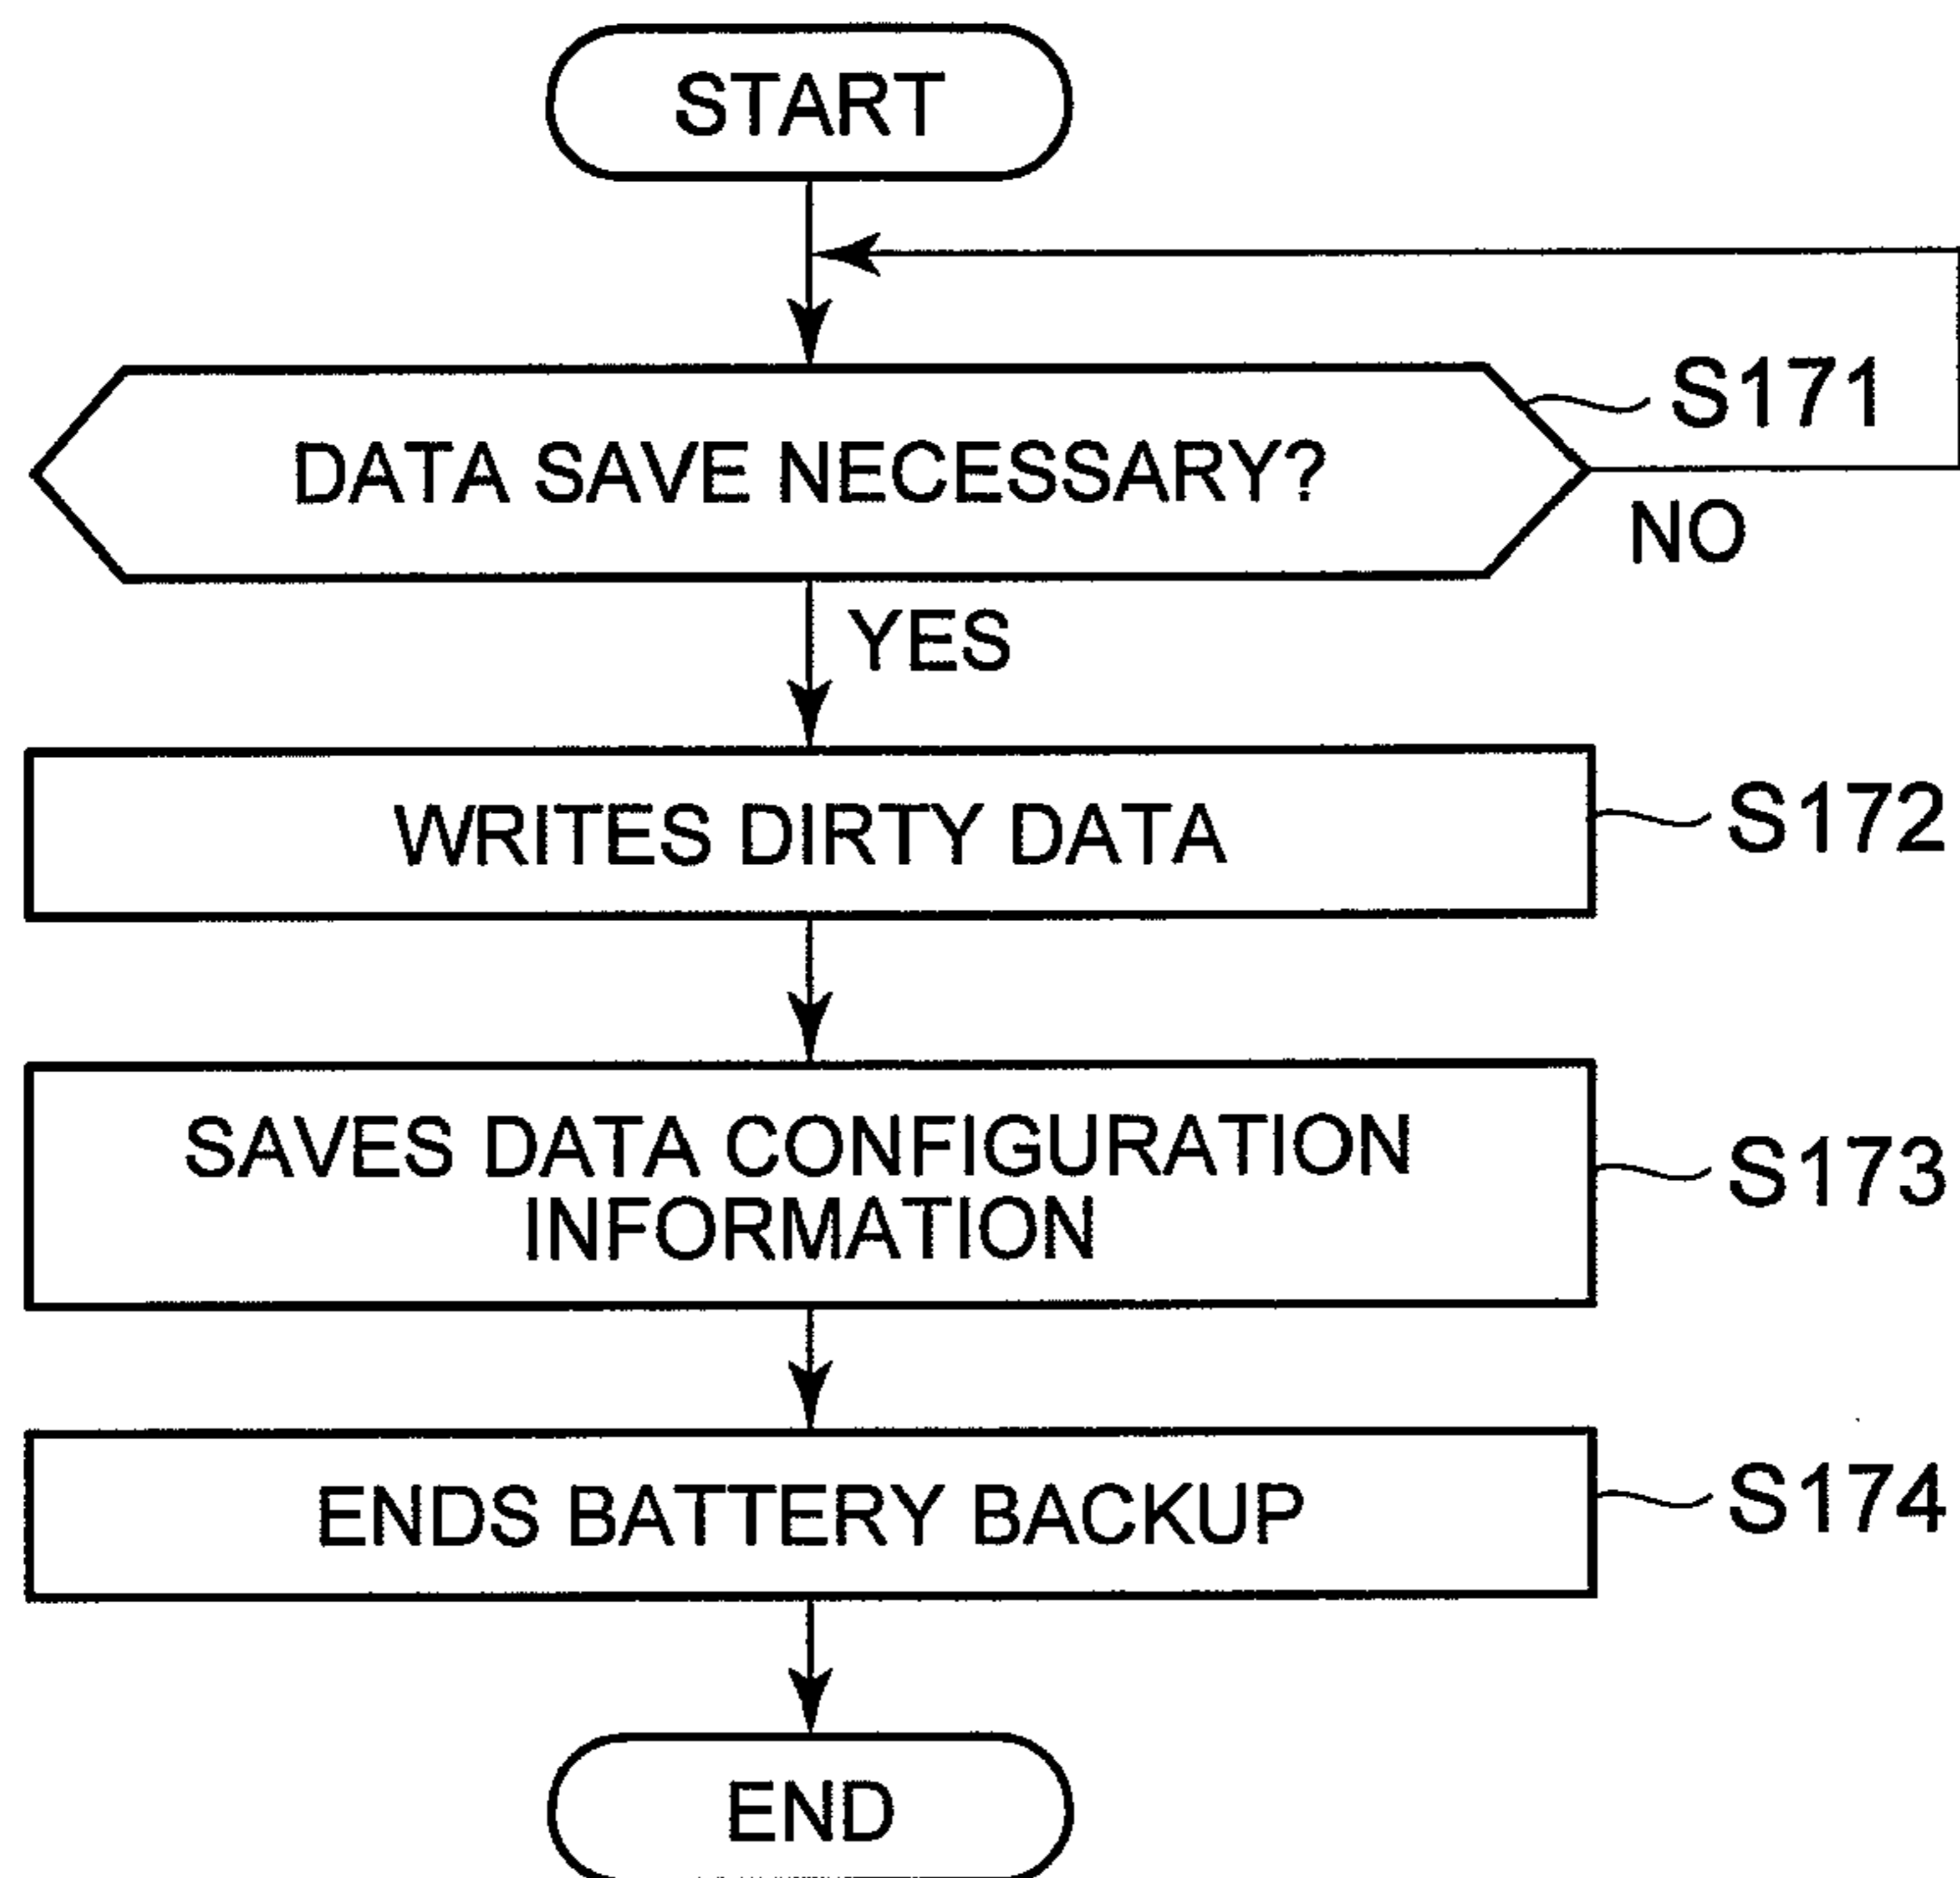 START
S171
DATA SAVE NECESSARY?
NO
YES
WRITES DIRTY DATA
S172
SAVES DATA CONFIGURATION
INFORMATION
S173
ENDS BATTERY BACKUP
S174
END